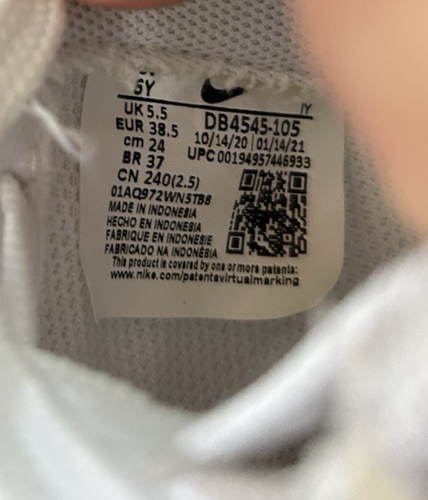 6Y
IY
UK 5.5
EUR 38.5
cm 24
BR 37
CN 240(2.5)
DB4545-105
10/14/20 | 01/14/21
UPC 00194957446933
01AQ972WN5TB8
MADE IN INDONESIA
HECHO EN INDONESIA
FABRIQUE EN INDONESIE
FABRICADO NA INDONÉSIA
This product is covered by one or more patents:
www.nike.com/patentsvirtualmarking